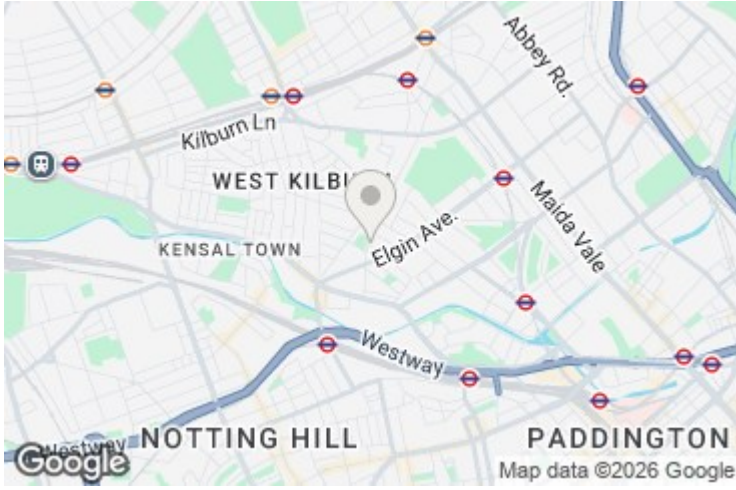 Abbey Rd.
Kilburn Ln
WEST KILBU
Maida Vale
Elgin Ave.
KENSAL TOWN
Westway
Westway
NOTTING HILL
PADDINGTON
Google
Map data ©2026 Google